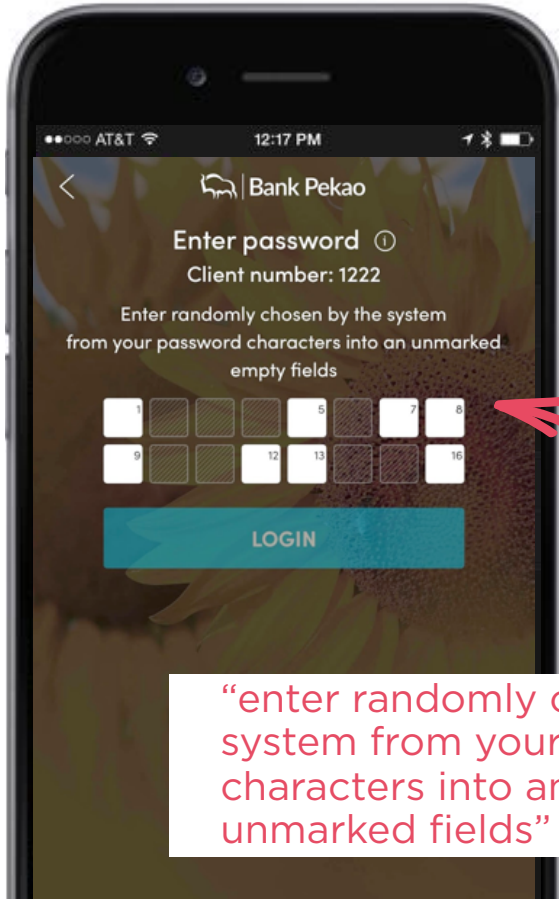 AT&T 12:17 PM
Bank Pekao
Enter password
Client number: 1222
Enter randomly chosen by the system
from your password characters into an unmarked
empty fields
1 5 7 8
9 12 13 16
LOGIN
“enter randomly
system from your
characters into
unmarked fields”